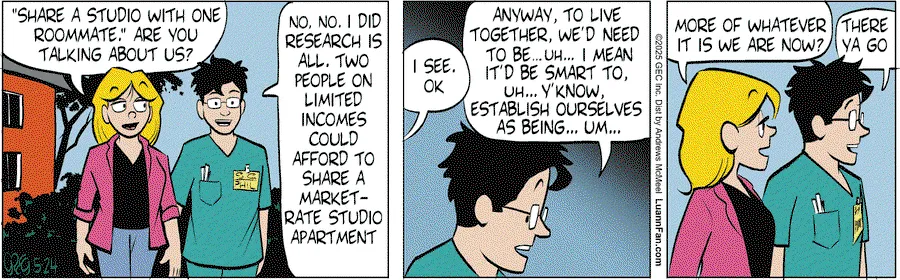 "SHARE A STUDIO WITH ONE
ROOMMATE." ARE YOU
TALKING ABOUT US?
NO, NO. I DID
RESEARCH IS
ALL. TWO
PEOPLE ON
LIMITED
INCOMES
COULD
AFFORD TO
SHARE A
MARKET-
RATE STUDIO
APARTMENT
GREG 5·24
I SEE.
OK
ANYWAY, TO LIVE
TOGETHER, WE'D NEED
TO BE...UH... I MEAN
IT'D BE SMART TO,
UH... Y'KNOW,
ESTABLISH OURSELVES
AS BEING... UM...
©2025 GEC Inc. Dist by Andrews McMeel LuannFan.com
MORE OF WHATEVER
IT IS WE ARE NOW?
THERE
YA GO